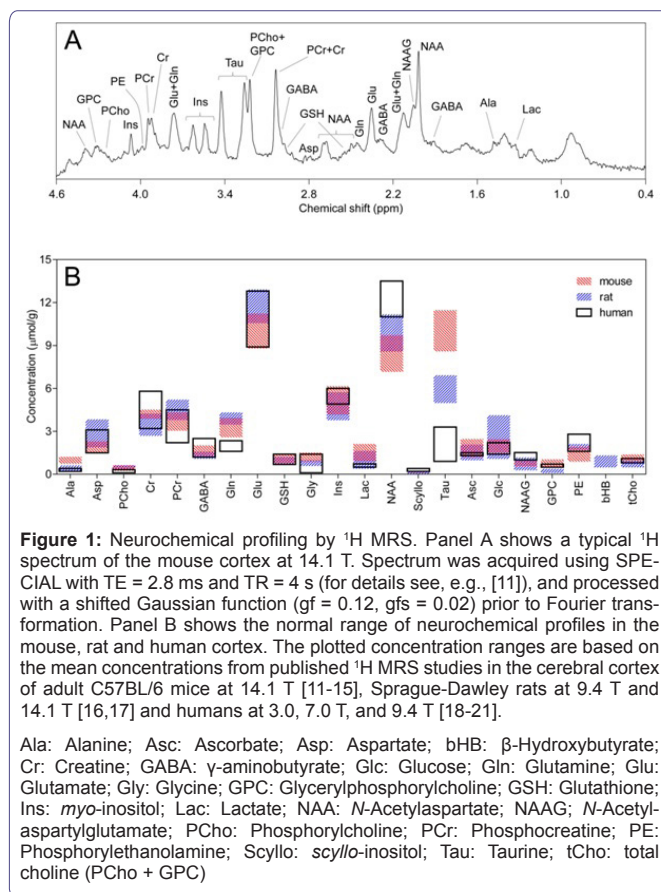 A
NAA
GPC
PCho
PE
Ins
PCr
Cr
Glu+Gln
Ins
Tau
PCho+
GPC
PCr+Cr
GABA
GSH
Asp
NAA
Gln
Glu
GABA
Glu+Gln
NAAG
NAA
GABA
Ala
Lac
4.6 4.0 3.4 2.8 2.2 1.6 1.0 0.4
Chemical shift (ppm)
B
15
12
9
6
3
0
Concentration (μmol/g)
mouse
rat
human
Ala Asp PCho Cr PCr GABA Gln Glu GSH Gly Ins Lac NAA Scyllo Tau Asc Glc NAAG GPC PE bHB tCho
Figure 1: Neurochemical profiling by ¹H MRS. Panel A shows a typical ¹H
spectrum of the mouse cortex at 14.1 T. Spectrum was acquired using SPE-
CIAL with TE = 2.8 ms and TR = 4 s (for details see, e.g., [11]), and processed
with a shifted Gaussian function (gf = 0.12, gfs = 0.02) prior to Fourier trans-
formation. Panel B shows the normal range of neurochemical profiles in the
mouse, rat and human cortex. The plotted concentration ranges are based on
the mean concentrations from published ¹H MRS studies in the cerebral cortex
of adult C57BL/6 mice at 14.1 T [11-15], Sprague-Dawley rats at 9.4 T and
14.1 T [16,17] and humans at 3.0, 7.0 T, and 9.4 T [18-21].
Ala: Alanine; Asc: Ascorbate; Asp: Aspartate; bHB: β-Hydroxybutyrate;
Cr: Creatine; GABA: γ-aminobutyrate; Glc: Glucose; Gln: Glutamine; Glu:
Glutamate; Gly: Glycine; GPC: Glycerylphosphorylcholine; GSH: Glutathione;
Ins: myo-inositol; Lac: Lactate; NAA: N-Acetylaspartate; NAAG; N-Acetyl-
aspartylglutamate; PCho: Phosphorylcholine; PCr: Phosphocreatine; PE:
Phosphorylethanolamine; Scyllo: scyllo-inositol; Tau: Taurine; tCho: total
choline (PCho + GPC)